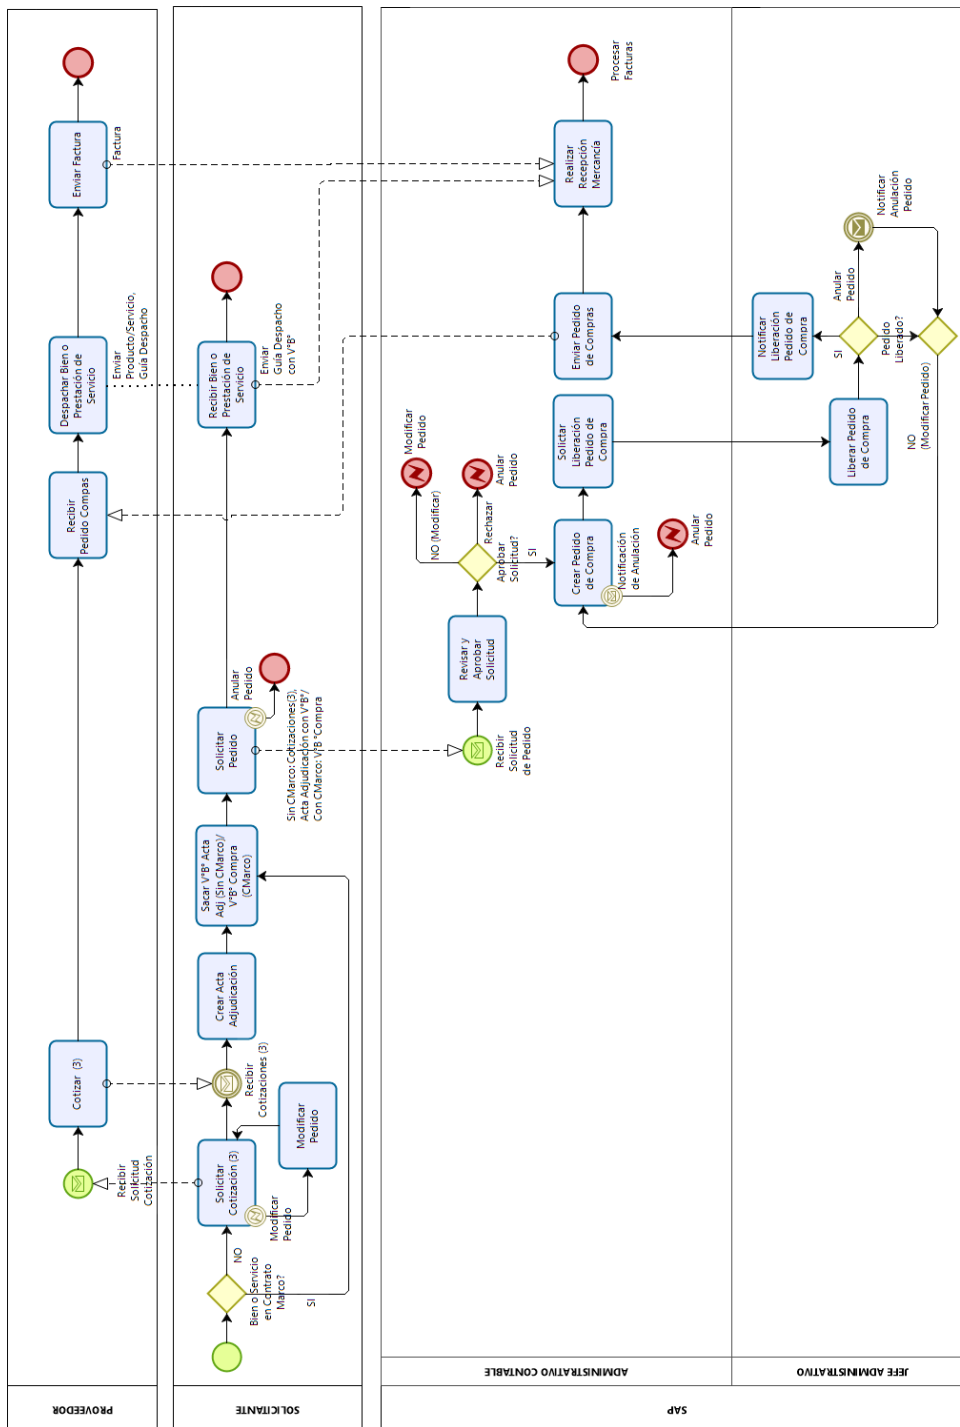 PROVEEDOR
Recibir
Solicitud
Cotización
Cotizar (3)
Recibir
Pedido Compas
Despachar Bien o
Prestación de
Servicio
Enviar
Producto/Servicio,
Guía Despacho
Enviar Factura
Factura
SOLICITANTE
Bien o Servicio
en Contrato
Marco?
NO
SI
Solicitar
Cotización (3)
Modificar
Pedido
Modificar
Pedido
Recibir
Cotizaciones (3)
Crear Acta
Adjudicación
Sacar V°B° Acta
Adj (Sin CMarco)/
V°B° Compra
(CMarco)
Solicitar
Pedido
Anular
Pedido
Sin CMarco: Cotizaciones(3),
Acta Adjudicación con V°B°/
Con CMarco: V°B °Compra
Recibir Bien o
Prestación de
Servicio
Enviar
Guía Despacho
con V°B°
SAP
ADMINISTRATIVO CONTABLE
Recibir
Solicitud
de Pedido
Revisar y
Aprobar
Solicitud
Aprobar
Solicitud?
NO (Modificar)
Modificar
Pedido
Rechazar
Anular
Pedido
SI
Crear Pedido
de Compra
Notificación
de Anulación
Anular
Pedido
Solictar
Liberación
Pedido de
Compra
Enviar Pedido
de Compras
Realizar
Recepción
Mercancía
Procesar
Facturas
JEFE ADMINISTRATIVO
Liberar Pedido
de Compra
Pedido
Liberado?
SI
Notificar
Liberación
Pedido de
Compra
Anular
Pedido
Notificar
Anulación
Pedido
NO
(Modificar Pedido)